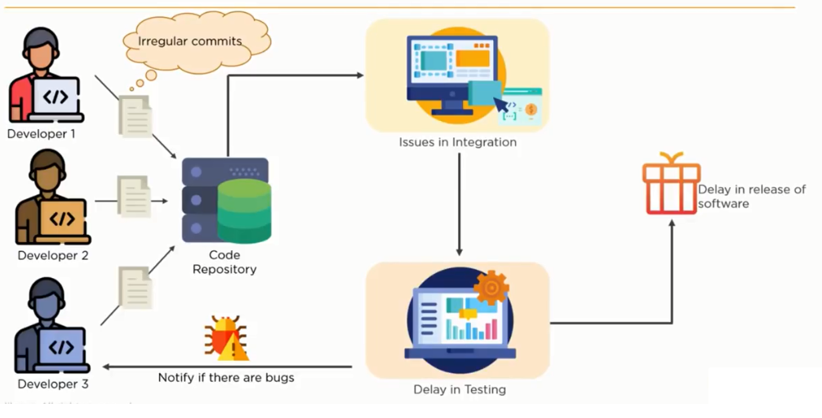 Irregular commits
</>
Developer 1
Issues in Integration
</>
Developer 2
Code
Repository
Delay in release of
software
</>
Developer 3
Notify if there are bugs
Delay in Testing